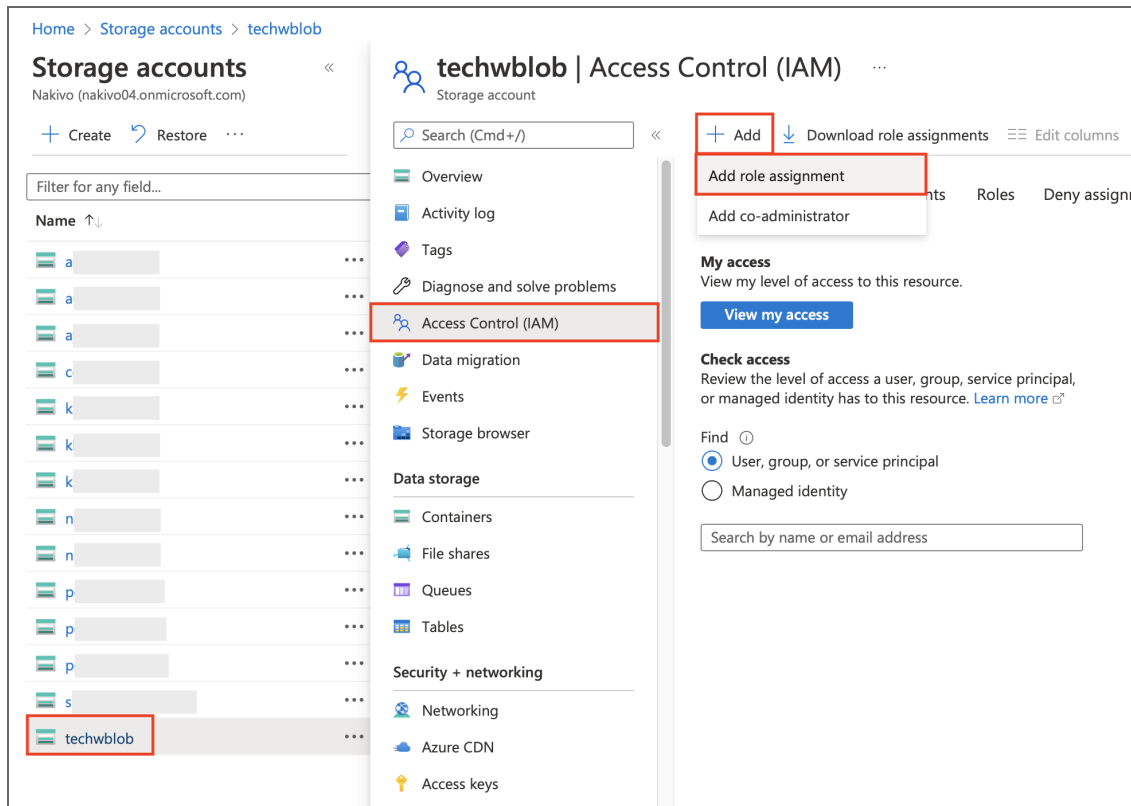 Home > Storage accounts > techwblob
Storage accounts
Nakivo (nakivo04.onmicrosoft.com)
+ Create Restore ···
Filter for any field...
Name ↑↓
a
a
a
c
k
k
k
n
n
p
p
p
s
techwblob
techwblob | Access Control (IAM) ···
Storage account
Search (Cmd+/)
Overview
Activity log
Tags
Diagnose and solve problems
Access Control (IAM)
Data migration
Events
Storage browser
Data storage
Containers
File shares
Queues
Tables
Security + networking
Networking
Azure CDN
Access keys
+ Add Download role assignments Edit columns
Add role assignment
Add co-administrator
Roles Deny
My access
View my level of access to this resource.
View my access
Check access
Review the level of access a user, group, service principal,
or managed identity has to this resource. Learn more
Find
User, group, or service principal
Managed identity
Search by name or email address